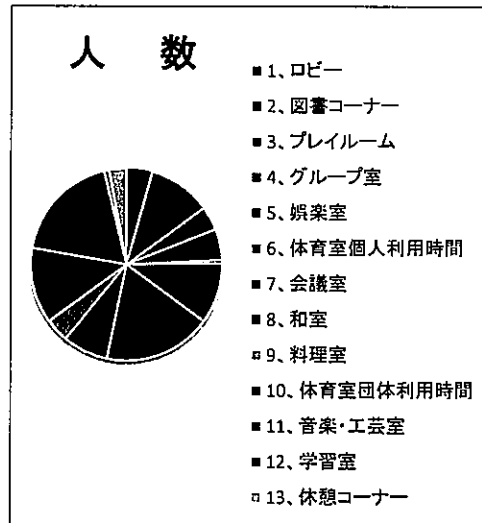 人 数
1、ロビー
2、図書コーナー
3、プレイルーム
4、グループ室
5、娯楽室
6、体育室個人利用時間
7、会議室
8、和室
9、料理室
10、体育室団体利用時間
11、音楽・工芸室
12、学習室
13、休憩コーナー